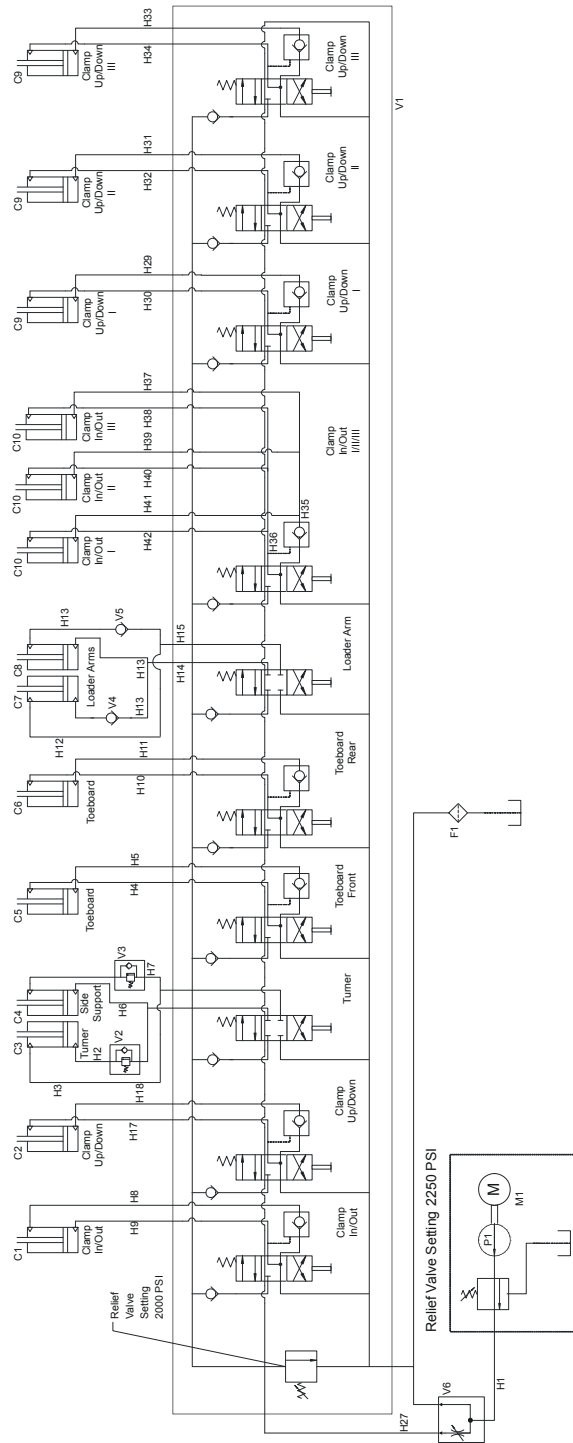 C1
Clamp
In/Out
H9
H8
C2
Clamp
Up/Down
H17
H18
H3
C3
Turner
H2
V2
C4
Side
Support
H6
V3
H7
C5
Toeboard
H4
H5
C6
Toeboard
H10
H11
H12
C7
C8
Loader Arms
V4
H13
H13
H13
V5
H14
H15
C10
Clamp
In/Out
I
H42
H41
C10
Clamp
In/Out
II
H40
H39
C10
Clamp
In/Out
III
H38
H37
H36
H35
C9
Clamp
Up/Down
I
H30
H29
C9
Clamp
Up/Down
II
H32
H31
C9
Clamp
Up/Down
III
H34
H33
Relief
Valve
Setting
2000 PSI
Clamp
In/Out
Clamp
Up/Down
Turner
Toeboard
Front
Toeboard
Rear
Loader Arm
Clamp
In/Out
I/II/III
Clamp
Up/Down
I
Clamp
Up/Down
II
Clamp
Up/Down
III
V1
H27
V6
H1
Relief Valve Setting 2250 PSI
P1
M
M1
F1